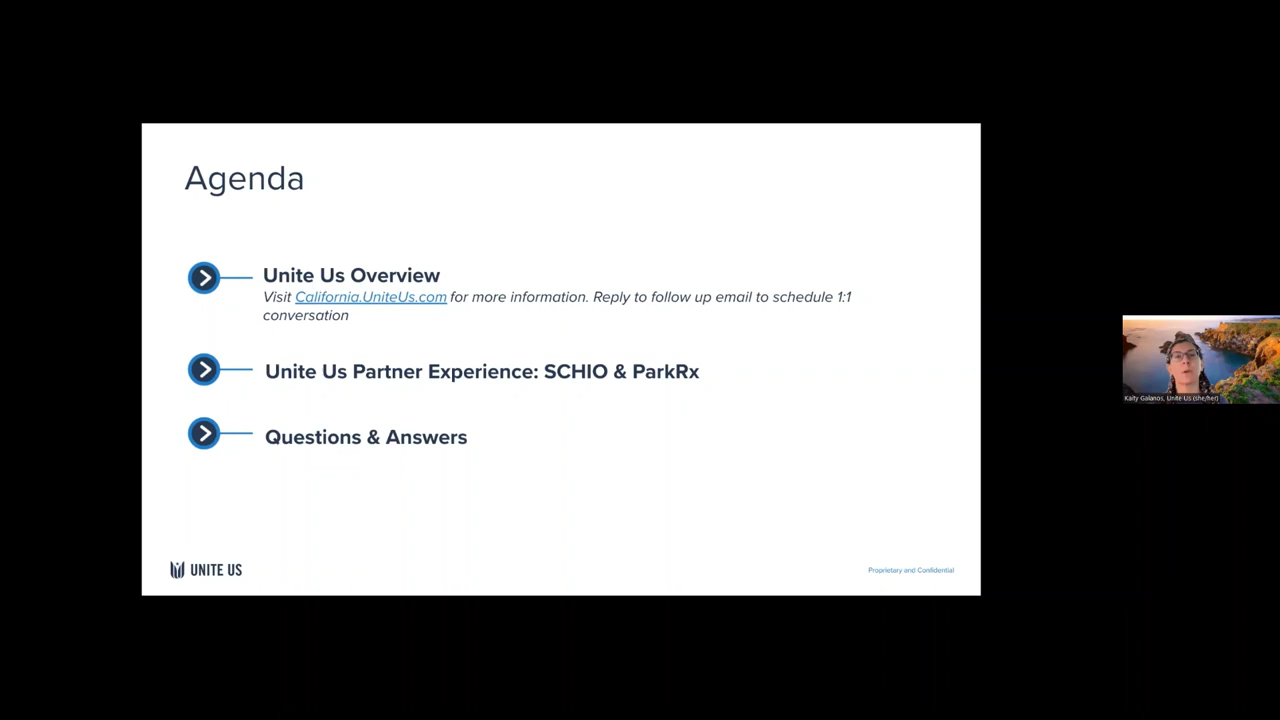 Agenda
Unite Us Overview
Visit California.UniteUs.com for more information. Reply to follow up email to schedule 1:1
conversation
Unite Us Partner Experience: SCHIO & ParkRx
Questions & Answers
UNITE US
Proprietary and Confidential
Kaity Galanos, Unite Us (she/her)